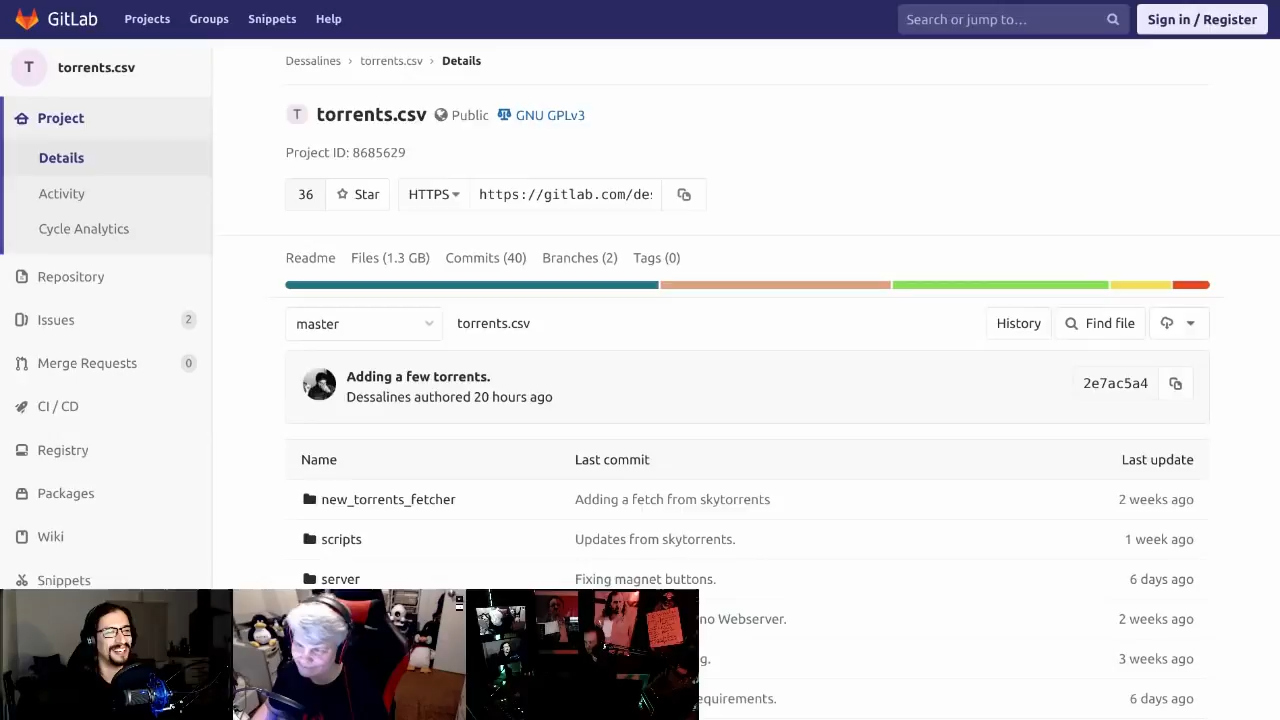 GitLab Projects Groups Snippets Help Search or jump to… Sign in / Register
T torrents.csv
Project
Details
Activity
Cycle Analytics
Repository
Issues 2
Merge Requests 0
CI / CD
Registry
Packages
Wiki
Snippets
Dessalines › torrents.csv › Details
T torrents.csv Public GNU GPLv3
Project ID: 8685629
36 Star HTTPS https://gitlab.com/de
Readme Files (1.3 GB) Commits (40) Branches (2) Tags (0)
master torrents.csv History Find file
Adding a few torrents.
Dessalines authored 20 hours ago
2e7ac5a4
Name Last commit Last update
new_torrents_fetcher Adding a fetch from skytorrents 2 weeks ago
scripts Updates from skytorrents. 1 week ago
server Fixing magnet buttons. 6 days ago
no Webserver. 2 weeks ago
g. 3 weeks ago
equirements. 6 days ago